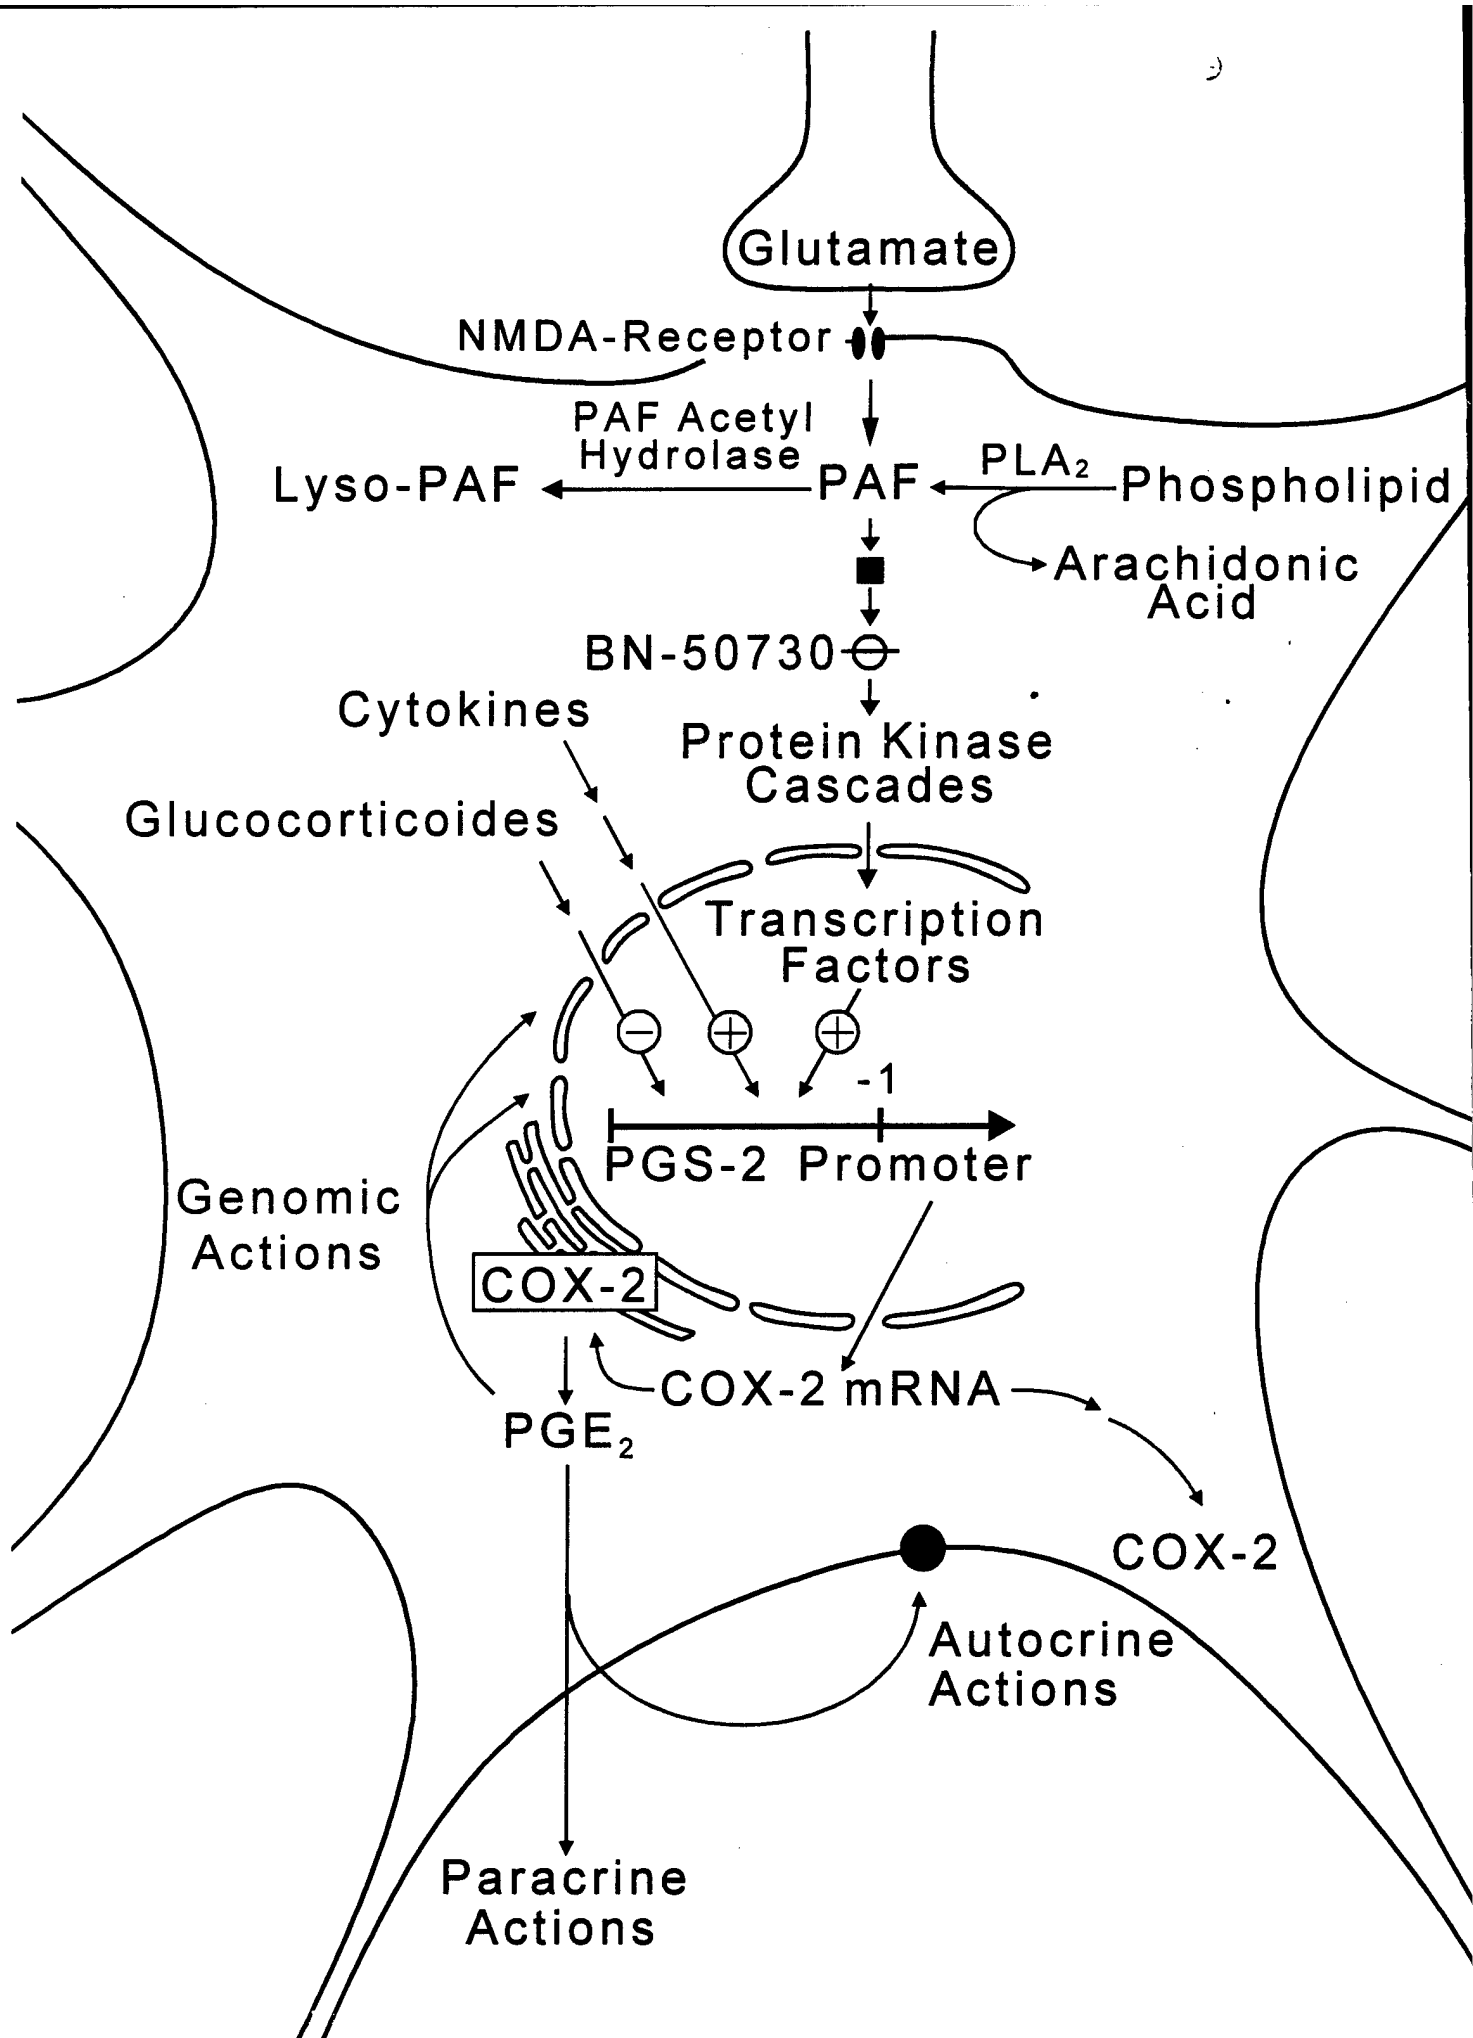 Glutamate
NMDA-Receptor
PAF Acetyl
Hydrolase
Lyso-PAF
PAF
PLA₂
Phospholipid
Arachidonic
Acid
BN-50730
Cytokines
Protein Kinase
Cascades
Glucocorticoides
Transcription
Factors
− + +
-1
PGS-2 Promoter
Genomic
Actions
COX-2
COX-2 mRNA
PGE₂
COX-2
Autocrine
Actions
Paracrine
Actions